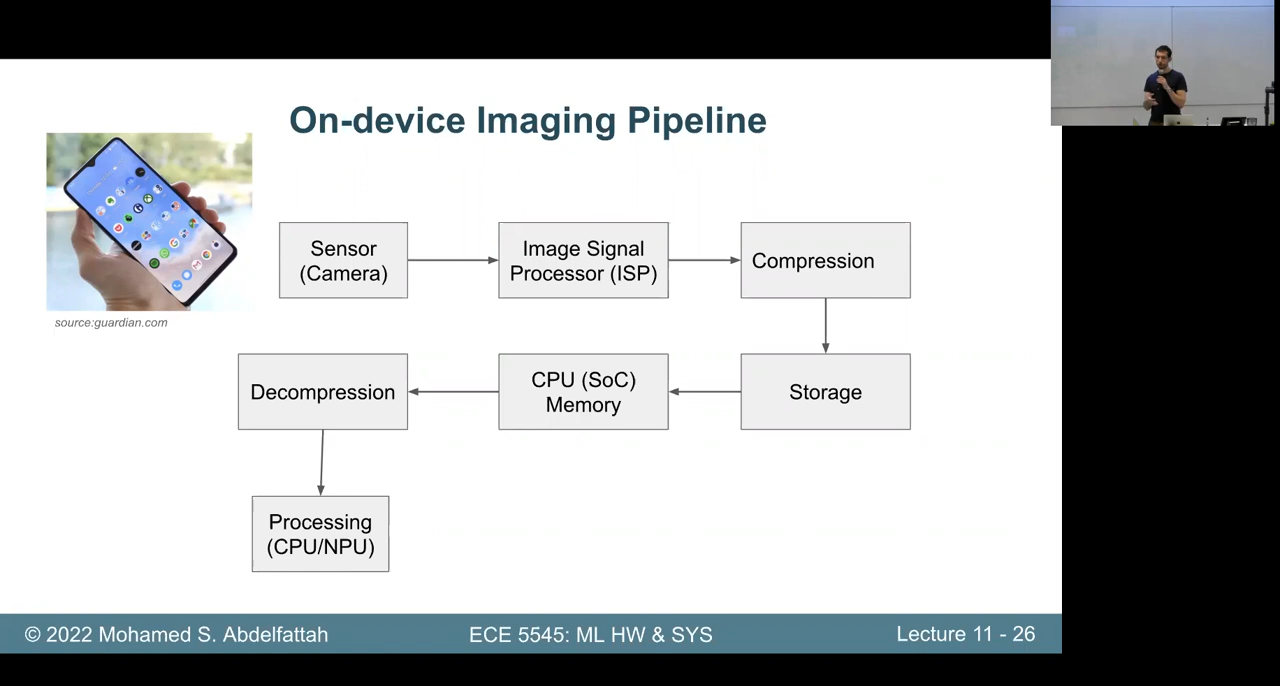 On-device Imaging Pipeline
source:guardian.com
Sensor
(Camera)
Image Signal
Processor (ISP)
Compression
Decompression
CPU (SoC)
Memory
Storage
Processing
(CPU/NPU)
© 2022 Mohamed S. Abdelfattah
ECE 5545: ML HW & SYS
Lecture 11 - 26